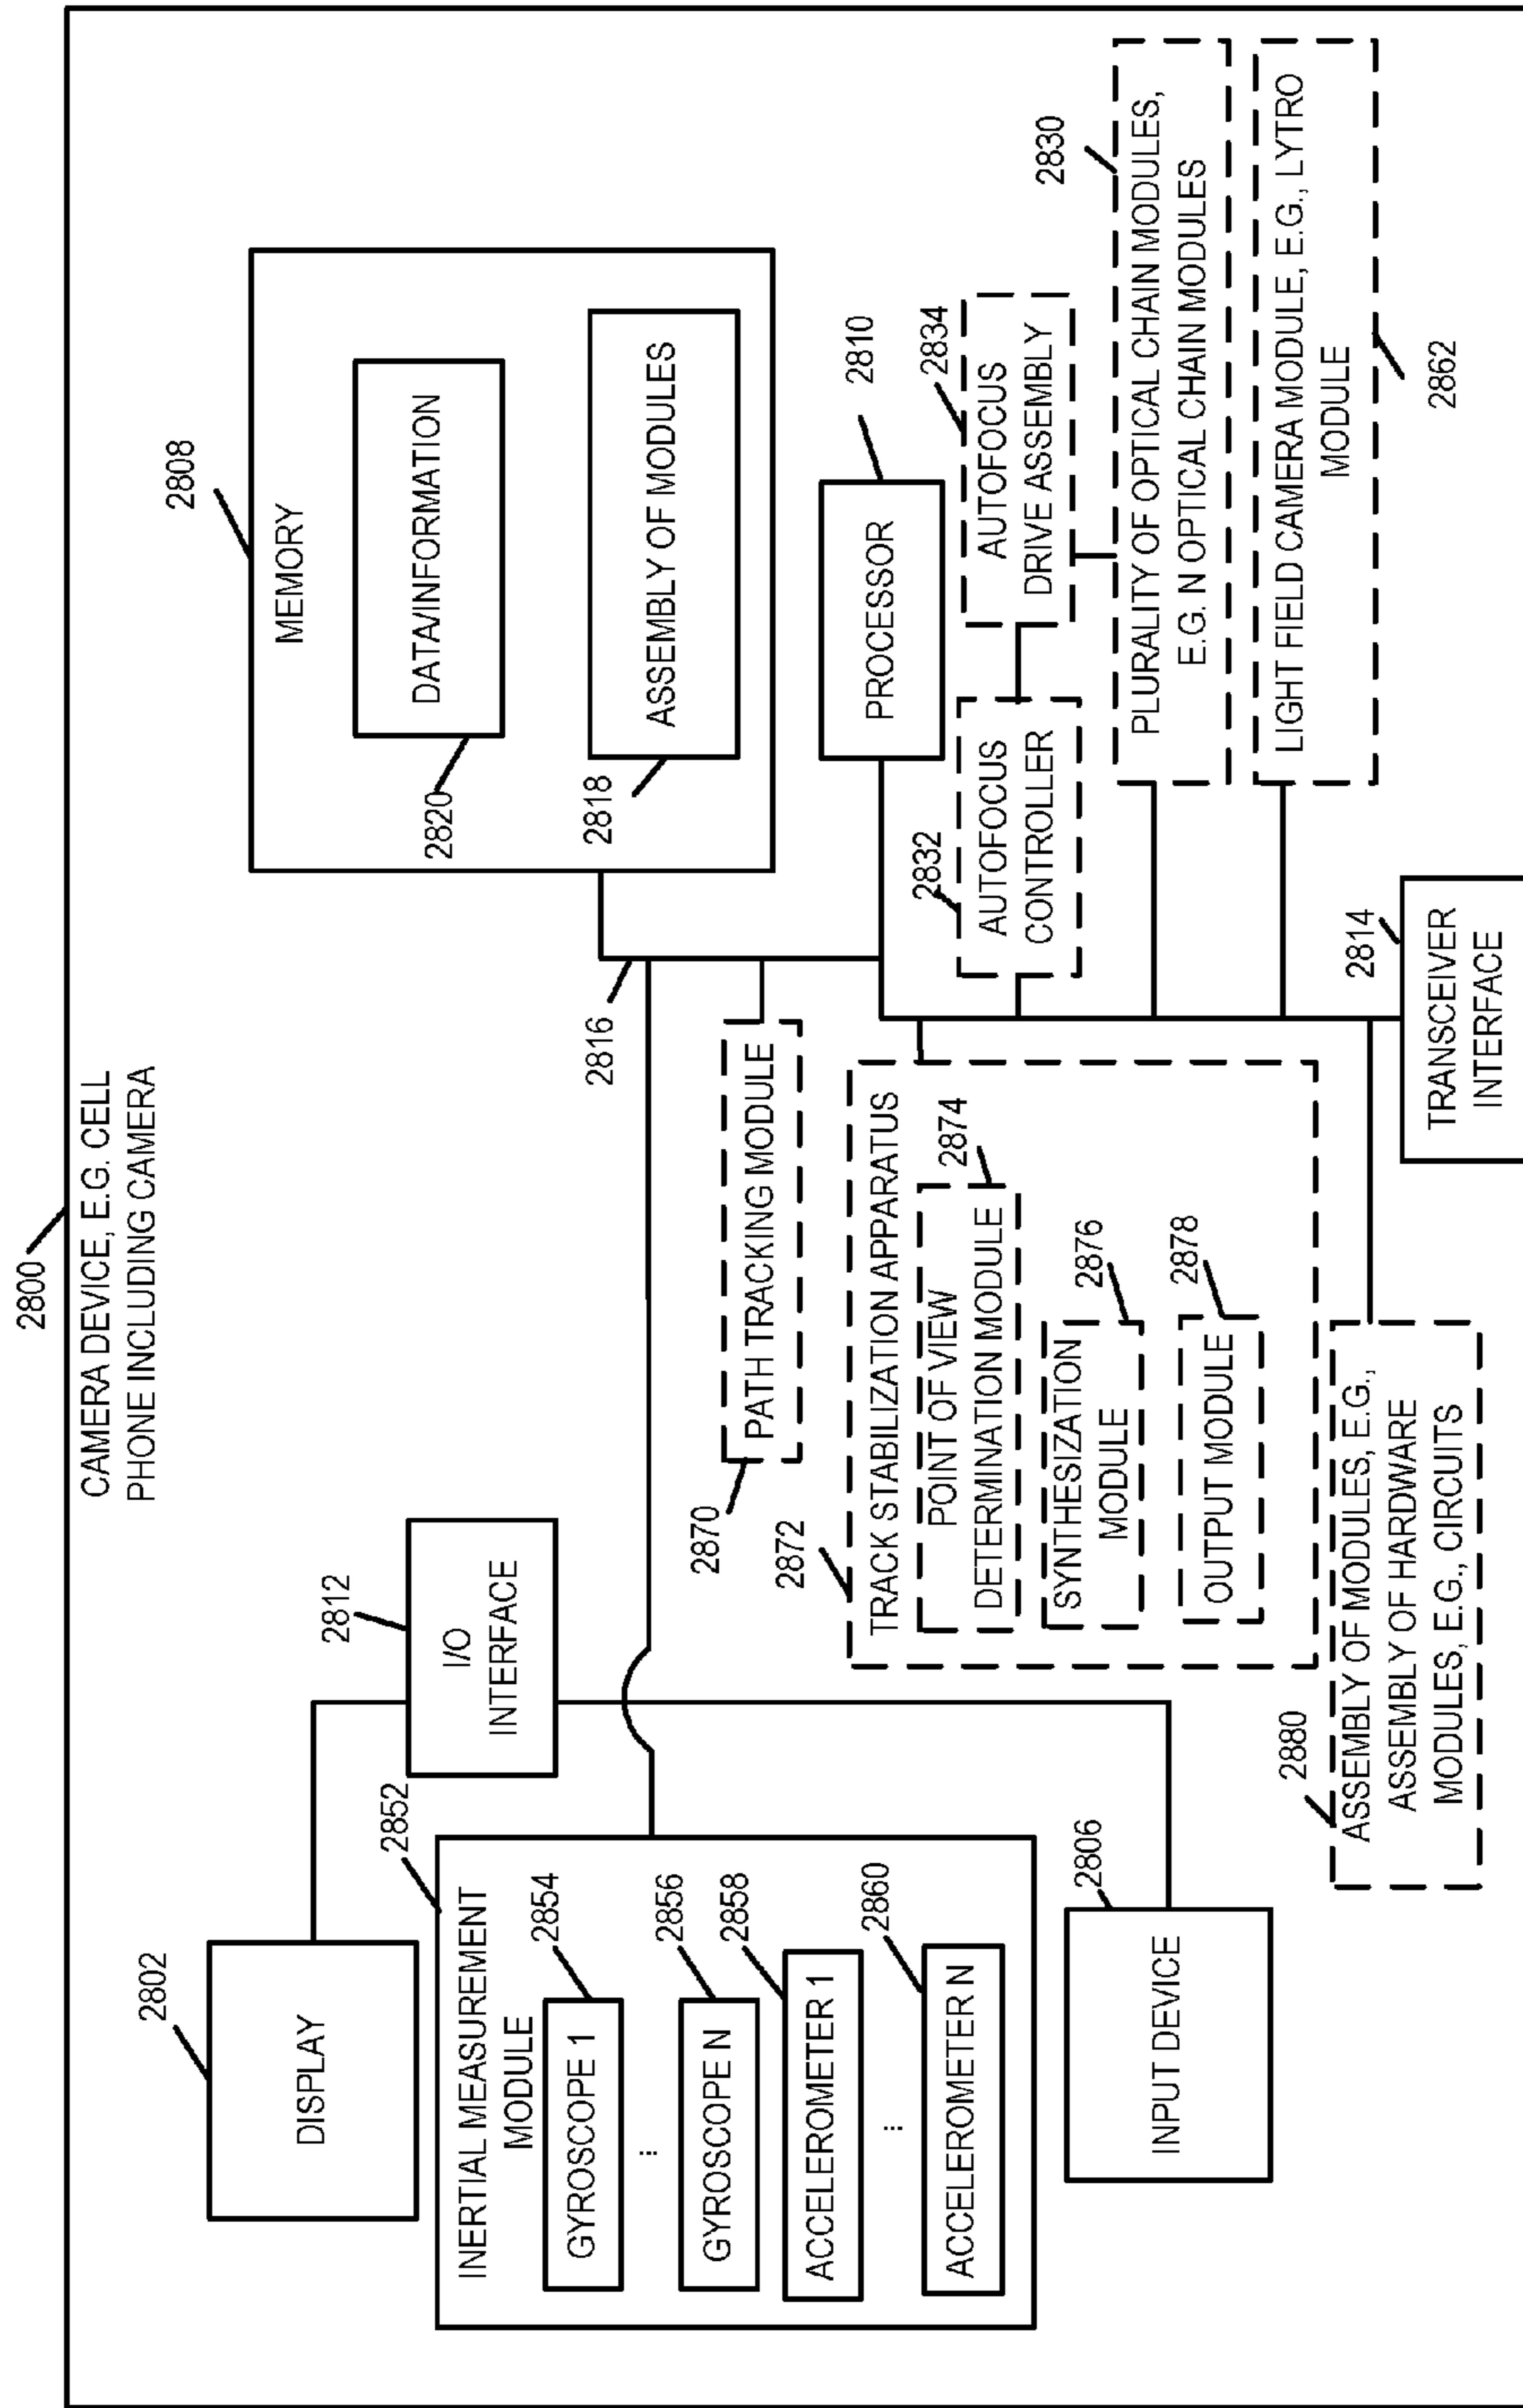 2800
CAMERA DEVICE, E.G. CELL
PHONE INCLUDING CAMERA
2802
DISPLAY
2812
I/O
INTERFACE
2852
INERTIAL MEASUREMENT
MODULE
2854
GYROSCOPE 1
...
2856
GYROSCOPE N
2858
ACCELEROMETER 1
...
2860
ACCELEROMETER N
2806
INPUT DEVICE
2808
MEMORY
2820
DATA/INFORMATION
2818
ASSEMBLY OF MODULES
2816
2810
PROCESSOR
2870
PATH TRACKING MODULE
2872
TRACK STABILIZATION APPARATUS
2874
POINT OF VIEW
DETERMINATION MODULE
2876
SYNTHESIZATION
MODULE
2878
OUTPUT MODULE
2832
AUTOFOCUS
CONTROLLER
2834
AUTOFOCUS
DRIVE ASSEMBLY
2830
PLURALITY OF OPTICAL CHAIN MODULES,
E.G. N OPTICAL CHAIN MODULES
LIGHT FIELD CAMERA MODULE, E.G., LYTRO
MODULE
2862
2880
ASSEMBLY OF MODULES, E.G.,
ASSEMBLY OF HARDWARE
MODULES, E.G., CIRCUITS
2814
TRANSCEIVER
INTERFACE